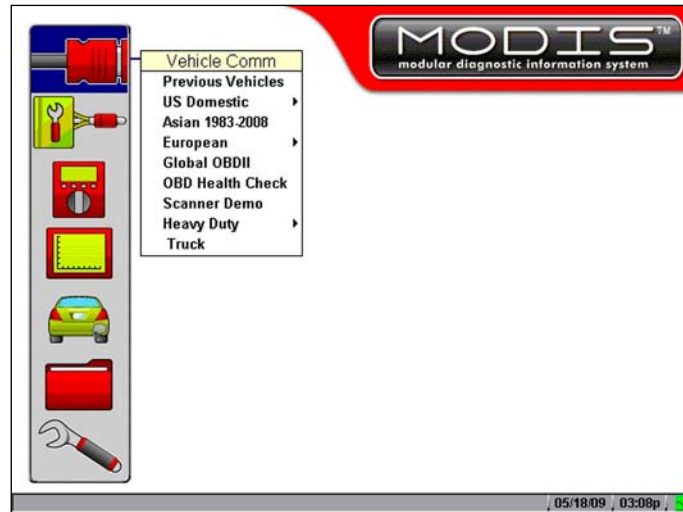 MODIS™
modular diagnostic information system
Vehicle Comm
Previous Vehicles
US Domestic
Asian 1983-2008
European
Global OBDII
OBD Health Check
Scanner Demo
Heavy Duty
Truck
05/18/09 03:08p